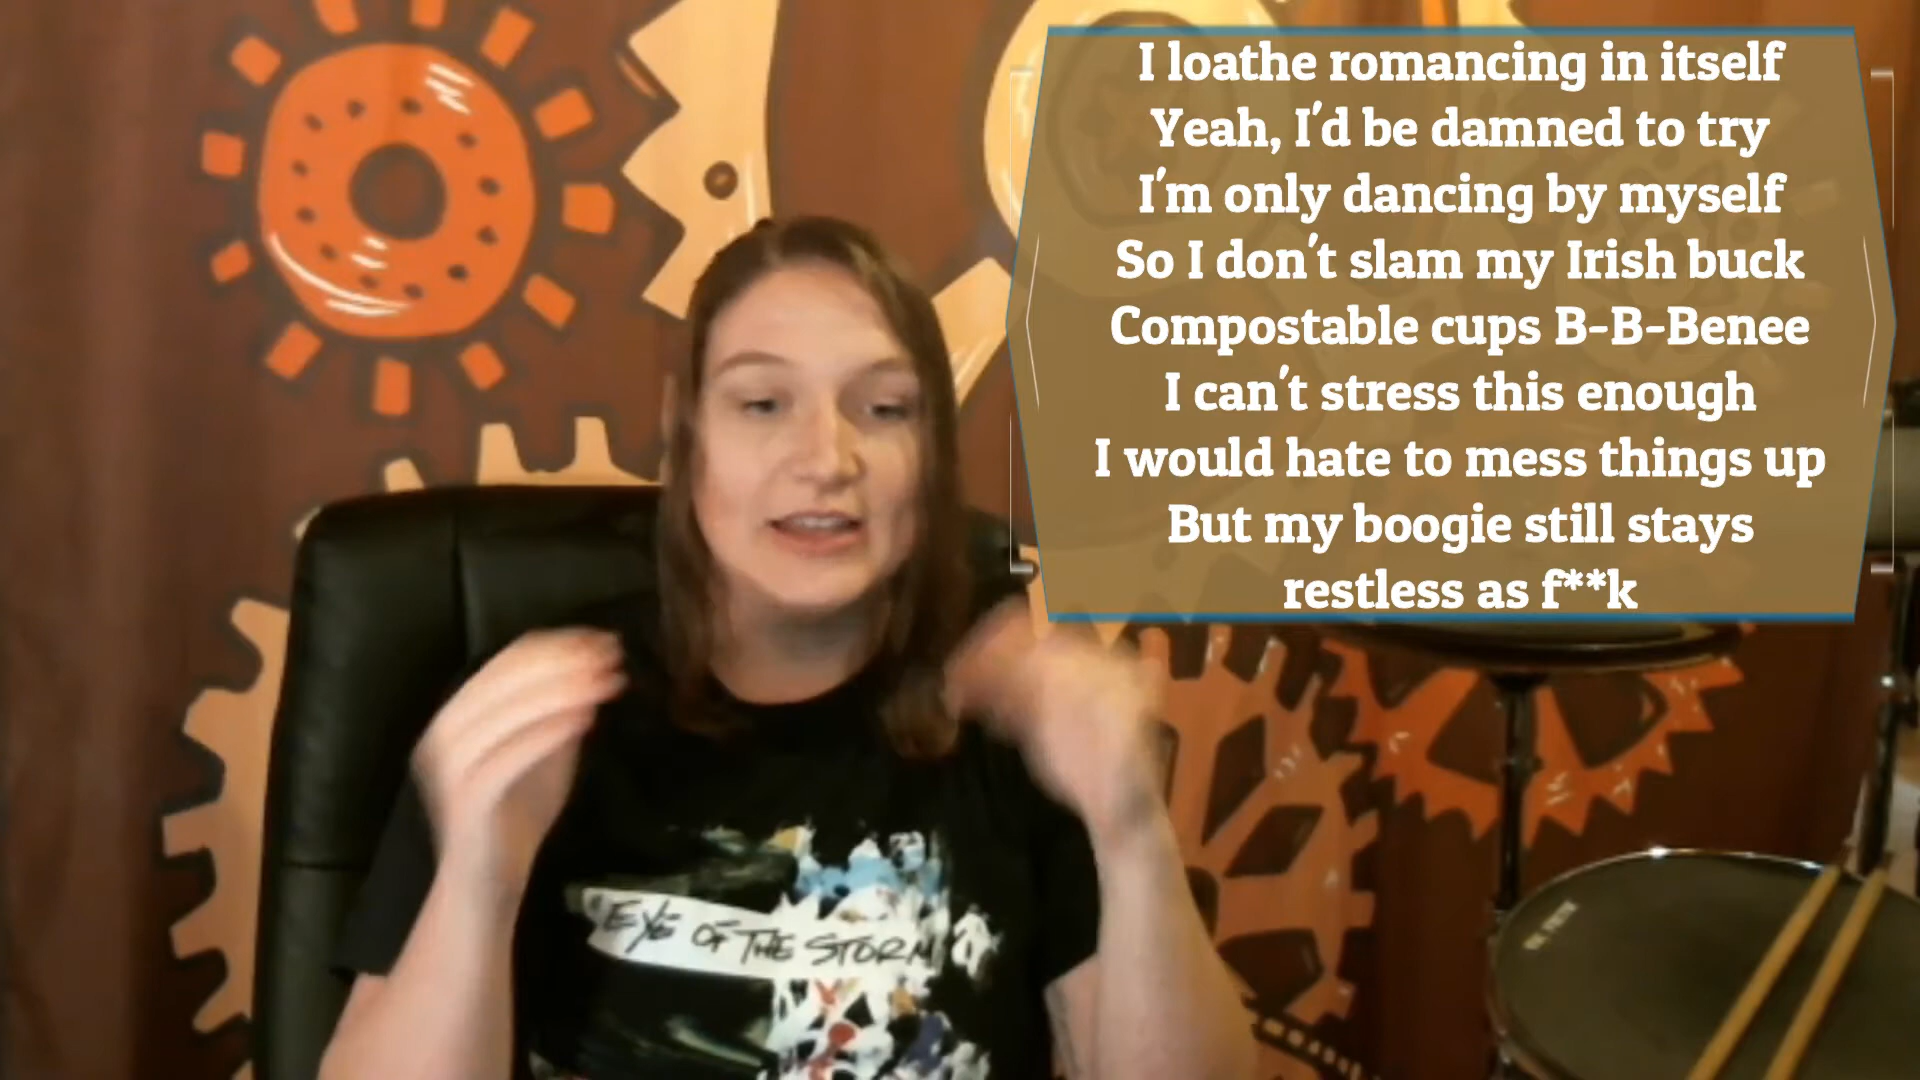 I loathe romancing in itself
Yeah, I'd be damned to try
I'm only dancing by myself
So I don't slam my Irish buck
Compostable cups B-B-Benee
I can't stress this enough
I would hate to mess things up
But my boogie still stays
restless as f**k
EYE OF THE STORM